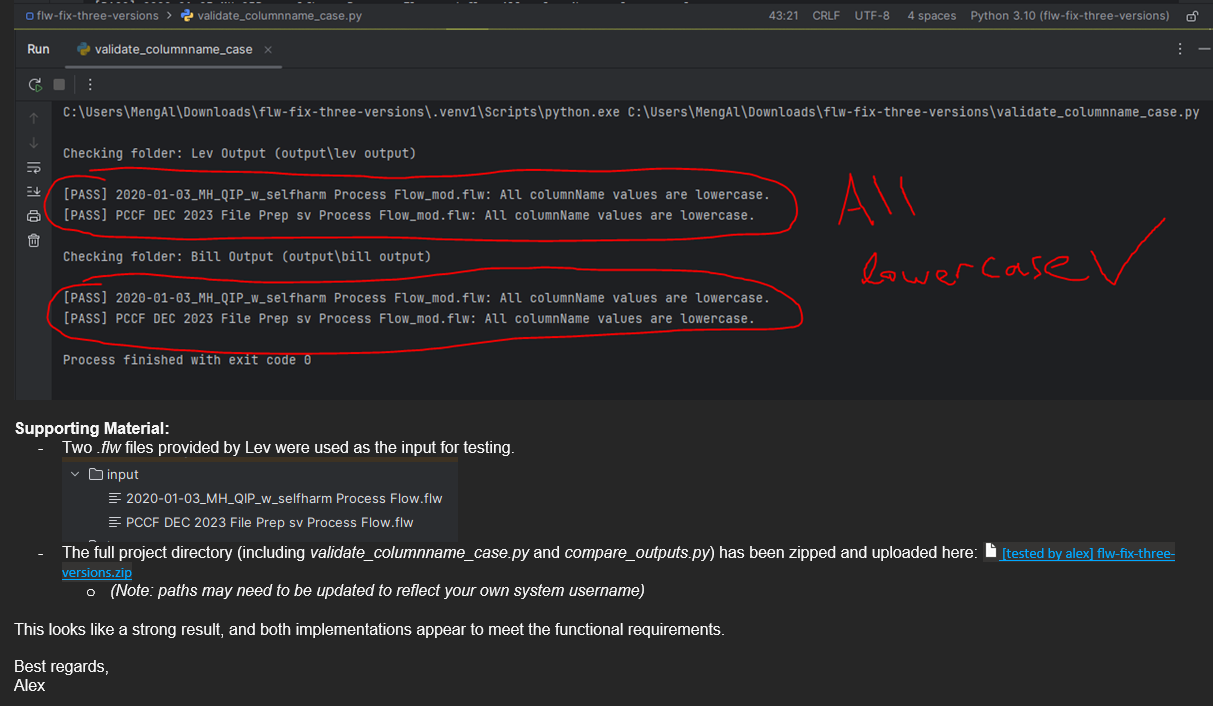 flw-fix-three-versions > validate_columnname_case.py 43:21 CRLF UTF-8 4 spaces Python 3.10 (flw-fix-three-versions)
Run validate_columnname_case ×
C:\Users\MengAl\Downloads\flw-fix-three-versions\.venv1\Scripts\python.exe C:\Users\MengAl\Downloads\flw-fix-three-versions\validate_columnname_case.py
Checking folder: Lev Output (output\lev output)
[PASS] 2020-01-03_MH_QIP_w_selfharm Process Flow_mod.flw: All columnName values are lowercase.
[PASS] PCCF DEC 2023 File Prep sv Process Flow_mod.flw: All columnName values are lowercase.
All
lowercase ✓
Checking folder: Bill Output (output\bill output)
[PASS] 2020-01-03_MH_QIP_w_selfharm Process Flow_mod.flw: All columnName values are lowercase.
[PASS] PCCF DEC 2023 File Prep sv Process Flow_mod.flw: All columnName values are lowercase.
Process finished with exit code 0
Supporting Material:
- Two .flw files provided by Lev were used as the input for testing.
input
2020-01-03_MH_QIP_w_selfharm Process Flow.flw
PCCF DEC 2023 File Prep sv Process Flow.flw
- The full project directory (including validate_columnname_case.py and compare_outputs.py) has been zipped and uploaded here: [tested by alex] flw-fix-three-
versions.zip
o (Note: paths may need to be updated to reflect your own system username)
This looks like a strong result, and both implementations appear to meet the functional requirements.
Best regards,
Alex